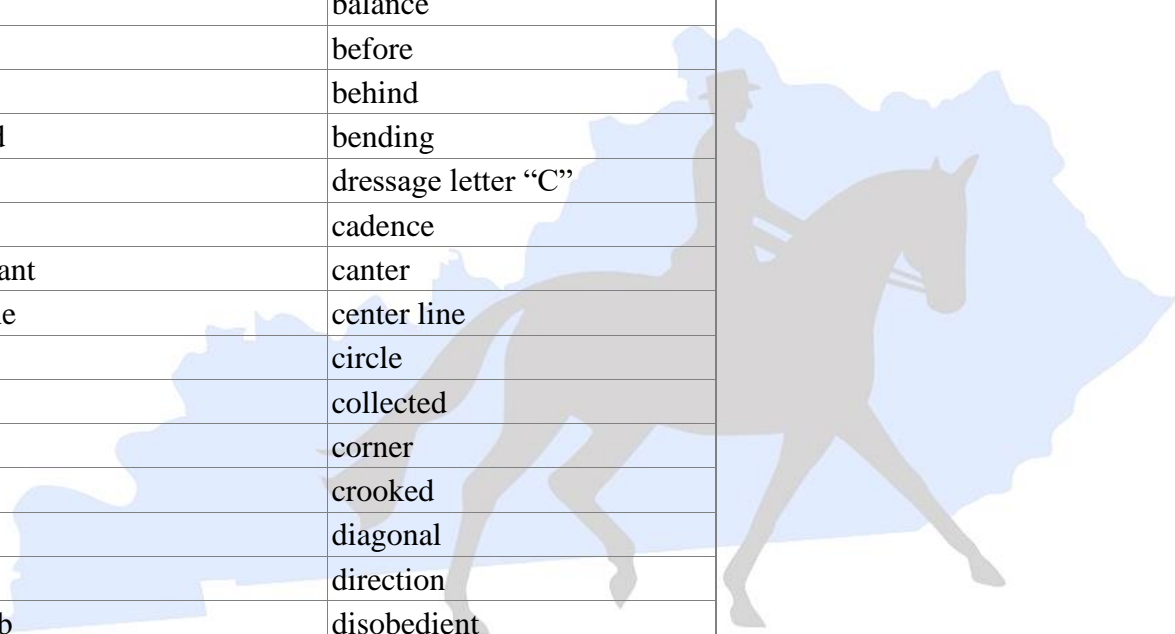 balance
before
behind
bending
dressage letter “C”
cadence
canter
center line
circle
collected
corner
crooked
diagonal
direction
disobedient